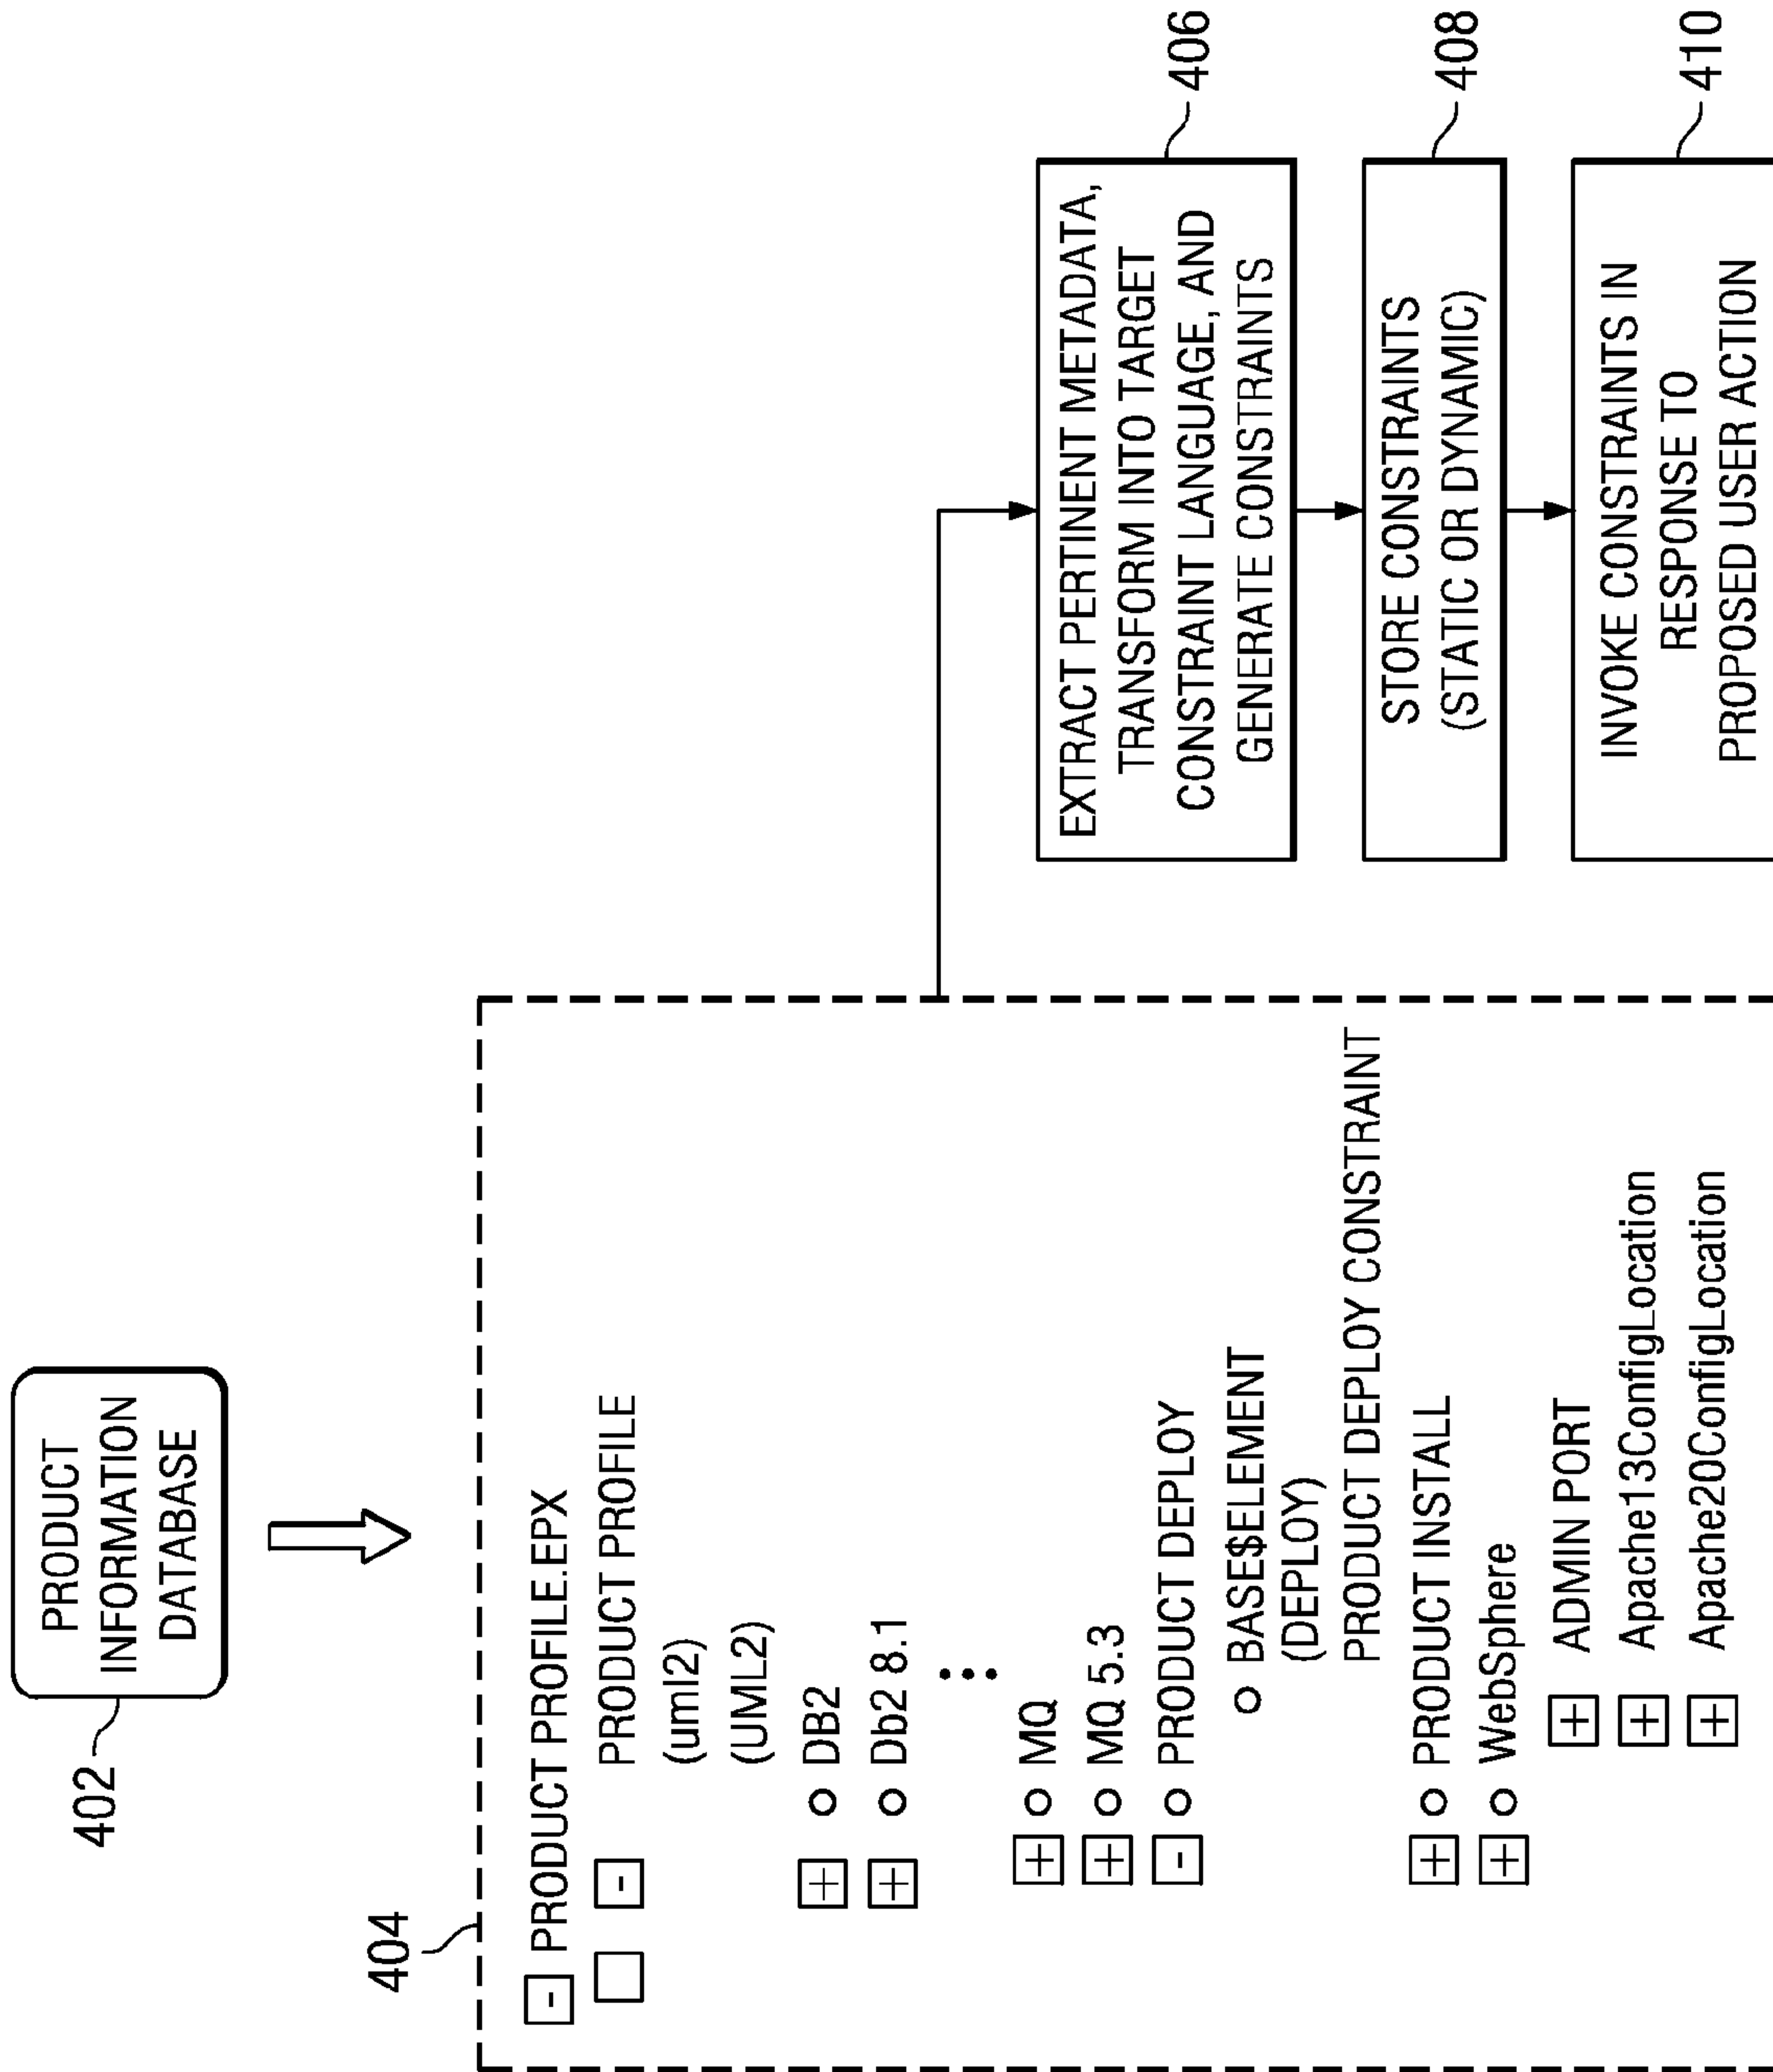 402
PRODUCT
INFORMATION
DATABASE
404
- PRODUCT PROFILE.EPX
- PRODUCT PROFILE
(uml2)
(UML2)
+ DB2
+ Db2 8.1
+ MQ
+ MQ 5.3
- PRODUCT DEPLOY
BASE$ELEMENT
(DEPLOY)
PRODUCT DEPLOY CONSTRAINT
+ PRODUCT INSTALL
+ WebSphere
+ ADMIN PORT
+ Apache13ConfigLocation
+ Apache20ConfigLocation
EXTRACT PERTINENT METADATA,
TRANSFORM INTO TARGET
CONSTRAINT LANGUAGE, AND
GENERATE CONSTRAINTS
406
STORE CONSTRAINTS
(STATIC OR DYNAMIC)
408
INVOKE CONSTRAINTS IN
RESPONSE TO
PROPOSED USER ACTION
410